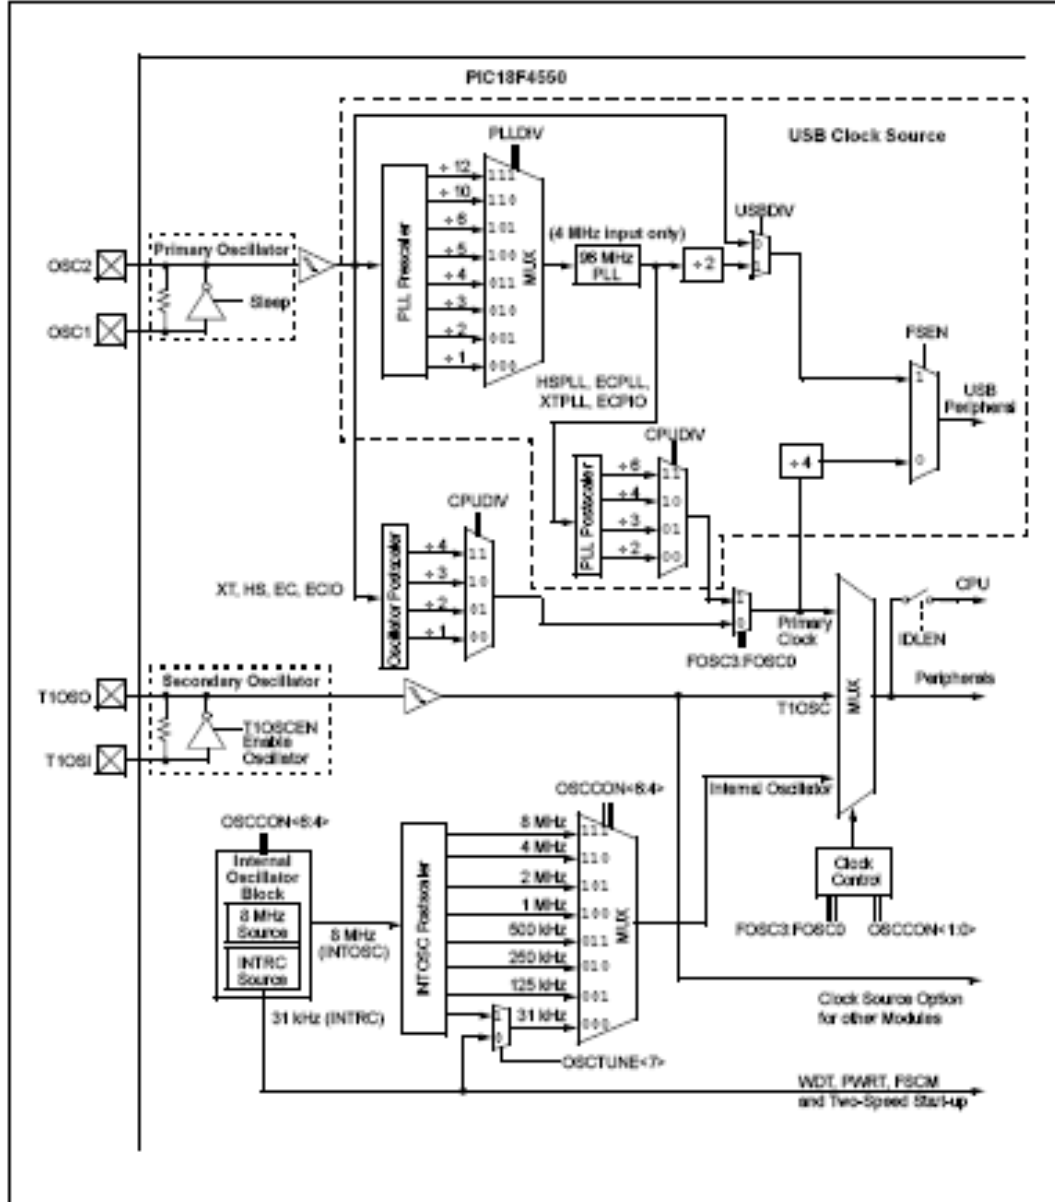 PIC18F4550
USB Clock Source
PLLDIV
PLL Prescaler
÷ 12
÷ 10
÷ 6
÷ 5
÷ 4
÷ 3
÷ 2
÷ 1
111
110
101
100
011
010
001
000
MUX
(4 MHz Input only)
96 MHz
PLL
÷ 2
USBDIV
0
1
OSC2
Primary Oscillator
Sleep
OSC1
FSEN
1
0
USB
Peripheral
HSPLL, ECPLL,
XTPLL, ECPIO
CPUDIV
PLL Postscaler
÷ 6
÷ 4
÷ 3
÷ 2
11
10
01
00
÷ 4
CPUDIV
Oscillator Postscaler
÷ 4
÷ 3
÷ 2
÷ 1
11
10
01
00
XT, HS, EC, ECIO
1
0
Primary
Clock
FOSC3:FOSC0
CPU
IDLEN
Peripherals
MUX
T1OSO
Secondary Oscillator
T1OSCEN
Enable
Oscillator
T1OSI
T1OSC
Internal Oscillator
OSCCON<6:4>
OSCCON<6:4>
Internal
Oscillator
Block
8 MHz
Source
INTRC
Source
8 MHz
(INTOSC)
31 kHz (INTRC)
INTOSC Postscaler
8 MHz
4 MHz
2 MHz
1 MHz
500 kHz
250 kHz
125 kHz
31 kHz
1
0
111
110
101
100
011
010
001
000
MUX
OSCTUNE<7>
Clock
Control
FOSC3:FOSC0
OSCCON<1:0>
Clock Source Option
for other Modules
WDT, PWRT, FSCM
and Two-Speed Start-up